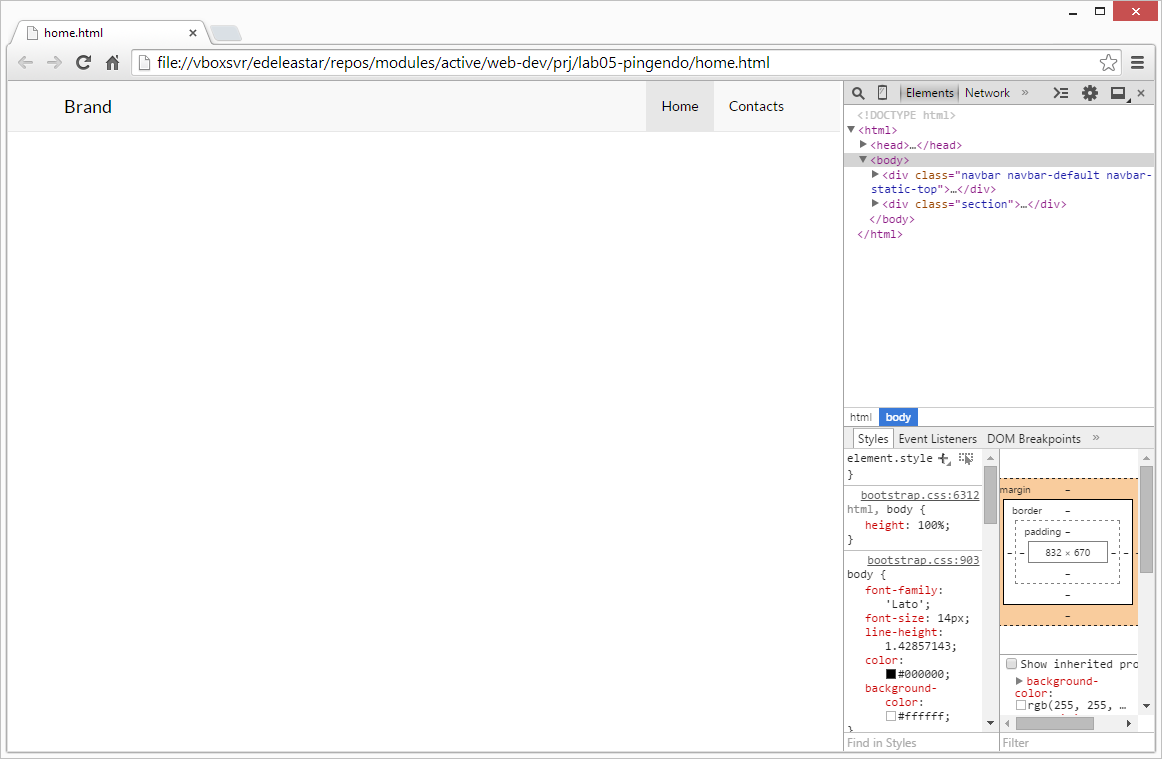 home.html
file://vboxsvr/edeleastar/repos/modules/active/web-dev/prj/lab05-pingendo/home.html
Brand
Home
Contacts
Elements Network »
<!DOCTYPE html>
<html>
<head>…</head>
<body>
<div class="navbar navbar-default navbar-
static-top">…</div>
<div class="section">…</div>
</body>
</html>
html body
Styles Event Listeners DOM Breakpoints »
element.style
}
bootstrap.css:6312
html, body {
height: 100%;
}
bootstrap.css:903
body {
font-family:
'Lato';
font-size: 14px;
line-height:
1.42857143;
color:
#000000;
background-
color:
#ffffff;
}
Find in Styles
margin –
border –
padding –
– – 832 × 670 – –
–
–
–
Show inherited pro
background-
color:
rgb(255, 255, …
Filter